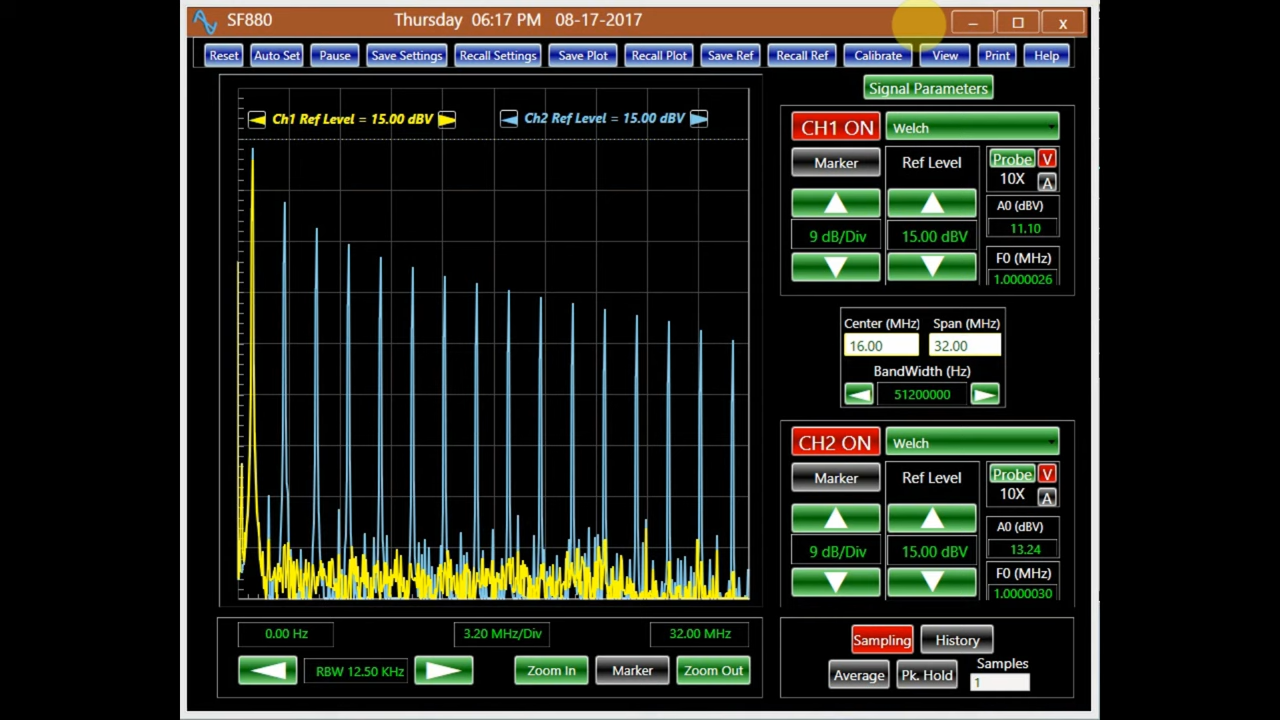 SF880 Thursday 06:17 PM 08-17-2017 x
Reset Auto Set Pause Save Settings Recall Settings Save Plot Recall Plot Save Ref Recall Ref Calibrate View Print Help
Ch1 Ref Level = 15.00 dBV Ch2 Ref Level = 15.00 dBV
Signal Parameters
CH1 ON Welch
Marker Ref Level Probe V
10X A
A0 (dBV)
9 dB/Div 15.00 dBV 11.10
F0 (MHz)
1.0000026
Center (MHz) Span (MHz)
16.00 32.00
BandWidth (Hz)
51200000
CH2 ON Welch
Marker Ref Level Probe V
10X A
A0 (dBV)
9 dB/Div 15.00 dBV 13.24
F0 (MHz)
1.0000030
0.00 Hz 3.20 MHz/Div 32.00 MHz
RBW 12.50 KHz Zoom In Marker Zoom Out
Sampling History
Average Pk. Hold Samples
1